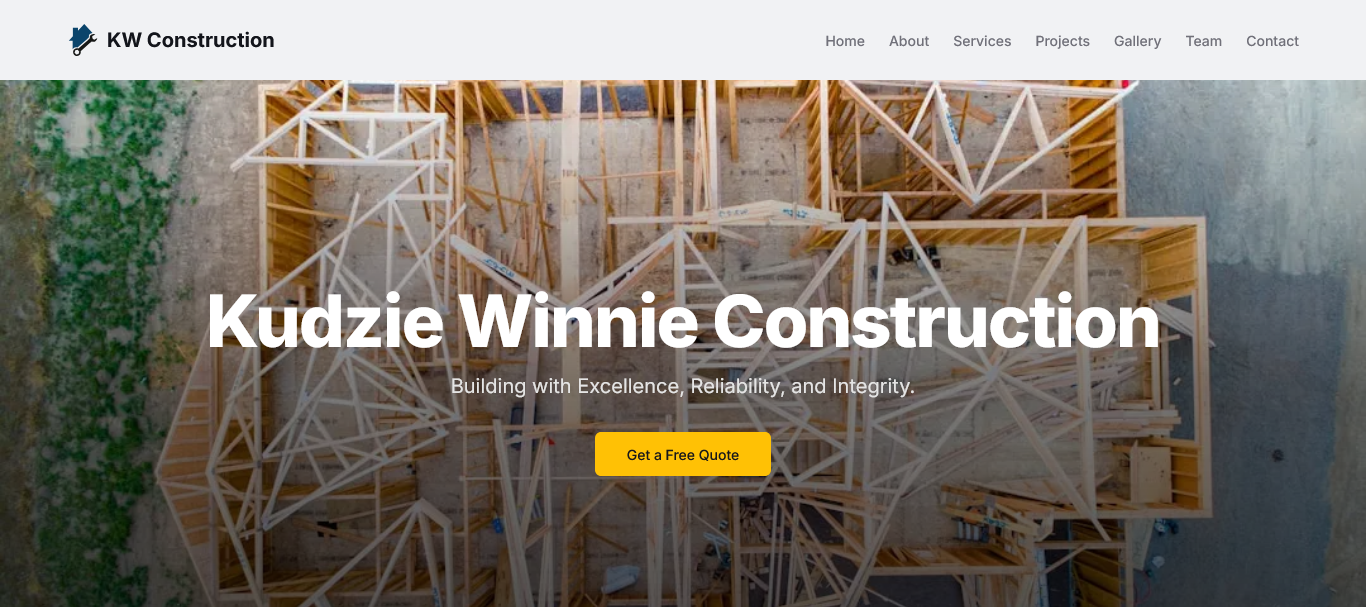 KW Construction
Home About Services Projects Gallery Team Contact
Kudzie Winnie Construction
Building with Excellence, Reliability, and Integrity.
Get a Free Quote